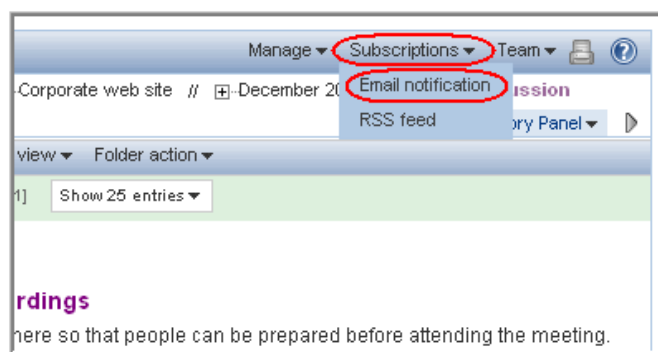 Manage Subscriptions Team ?
Corporate web site // + December 20 Email notification ussion
RSS feed ory Panel
view Folder action
1] Show 25 entries
rdings
here so that people can be prepared before attending the meeting.